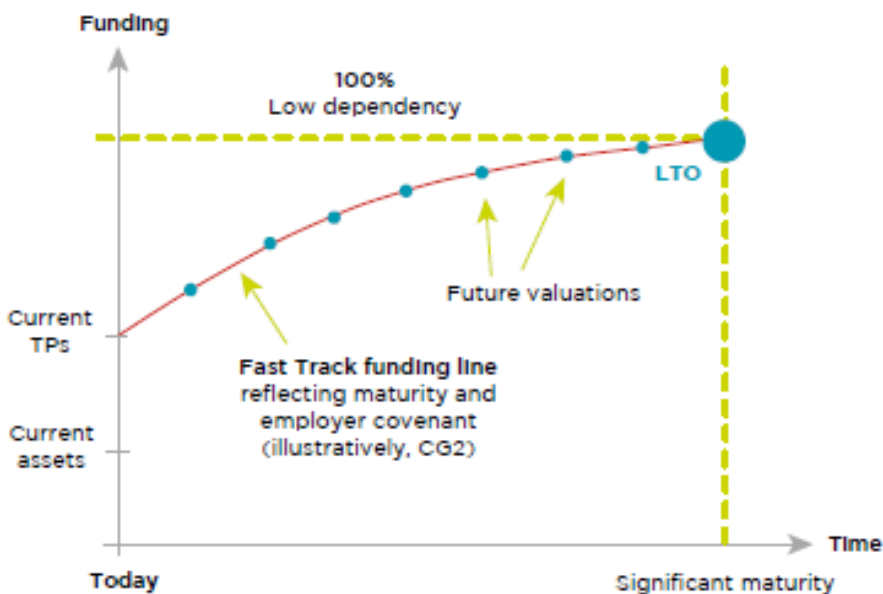 Funding
100%
Low dependency
LTO
Future valuations
Current
TPs
Fast Track funding line
reflecting maturity and
employer covenant
(illustratively, CG2)
Current
assets
Time
Today
Significant maturity